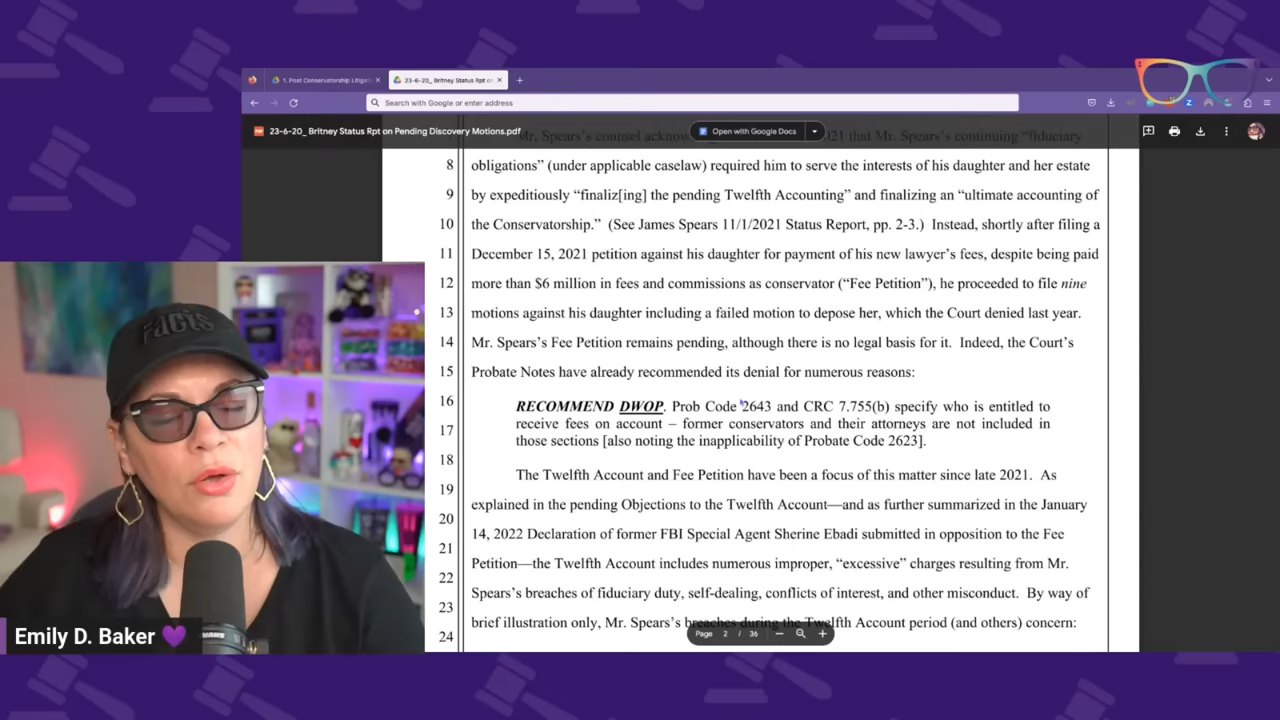 1. Post Conservatorship Litiga
23-6-20_ Britney Status Rpt on
Search with Google or enter address
23-6-20_ Britney Status Rpt on Pending Discovery Motions.pdf
Open with Google Docs
Mr. Spears's counsel acknow 2021 that Mr. Spears's continuing "fiduciary
8 obligations" (under applicable caselaw) required him to serve the interests of his daughter and her estate
9 by expeditiously "finaliz[ing] the pending Twelfth Accounting" and finalizing an "ultimate accounting of
10 the Conservatorship." (See James Spears 11/1/2021 Status Report, pp. 2-3.) Instead, shortly after filing a
11 December 15, 2021 petition against his daughter for payment of his new lawyer's fees, despite being paid
12 more than $6 million in fees and commissions as conservator ("Fee Petition"), he proceeded to file nine
13 motions against his daughter including a failed motion to depose her, which the Court denied last year.
14 Mr. Spears's Fee Petition remains pending, although there is no legal basis for it. Indeed, the Court's
15 Probate Notes have already recommended its denial for numerous reasons:
16 RECOMMEND DWOP. Prob Code 2643 and CRC 7.755(b) specify who is entitled to
17 receive fees on account – former conservators and their attorneys are not included in
those sections [also noting the inapplicability of Probate Code 2623].
18
The Twelfth Account and Fee Petition have been a focus of this matter since late 2021. As
19
explained in the pending Objections to the Twelfth Account—and as further summarized in the January
20
14, 2022 Declaration of former FBI Special Agent Sherine Ebadi submitted in opposition to the Fee
21
Petition—the Twelfth Account includes numerous improper, "excessive" charges resulting from Mr.
22
Spears's breaches of fiduciary duty, self-dealing, conflicts of interest, and other misconduct. By way of
23
brief illustration only, Mr. Spears's breaches during the Twelfth Account period (and others) concern:
24
Page 2 / 36
facts
Emily D. Baker